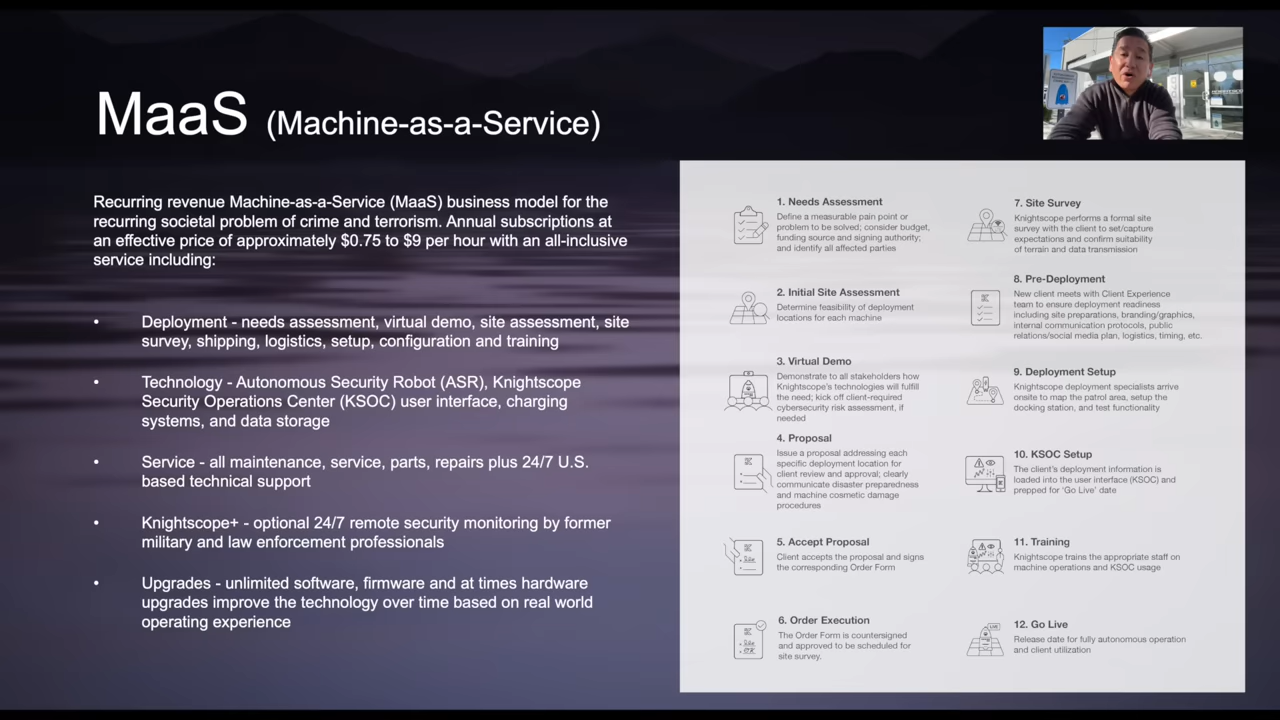 MaaS (Machine-as-a-Service)
Recurring revenue Machine-as-a-Service (MaaS) business model for the
recurring societal problem of crime and terrorism. Annual subscriptions at
an effective price of approximately $0.75 to $9 per hour with an all-inclusive
service including:
• Deployment - needs assessment, virtual demo, site assessment, site
survey, shipping, logistics, setup, configuration and training
• Technology - Autonomous Security Robot (ASR), Knightscope
Security Operations Center (KSOC) user interface, charging
systems, and data storage
• Service - all maintenance, service, parts, repairs plus 24/7 U.S.
based technical support
• Knightscope+ - optional 24/7 remote security monitoring by former
military and law enforcement professionals
• Upgrades - unlimited software, firmware and at times hardware
upgrades improve the technology over time based on real world
operating experience
1. Needs Assessment
Define a measurable pain point or
problem to be solved; consider budget,
funding source and signing authority;
and identify all affected parties
2. Initial Site Assessment
Determine feasibility of deployment
locations for each machine
3. Virtual Demo
Demonstrate to all stakeholders how
Knightscope's technologies will fulfill
the need; kick off client-required
cybersecurity risk assessment, if
needed
4. Proposal
Issue a proposal addressing each
specific deployment location for
client review and approval; clearly
communicate disaster preparedness
and machine cosmetic damage
procedures
5. Accept Proposal
Client accepts the proposal and signs
the corresponding Order Form
6. Order Execution
The Order Form is countersigned
and approved to be scheduled for
site survey.
7. Site Survey
Knightscope performs a formal site
survey with the client to set/capture
expectations and confirm suitability
of terrain and data transmission
8. Pre-Deployment
New client meets with Client Experience
team to ensure deployment readiness
including site preparations, branding/graphics,
internal communication protocols, public
relations/social media plan, logistics, timing, etc.
9. Deployment Setup
Knightscope deployment specialists arrive
onsite to map the patrol area, setup the
docking station, and test functionality
10. KSOC Setup
The client's deployment information is
loaded into the user interface (KSOC) and
prepped for 'Go Live' date
11. Training
Knightscope trains the appropriate staff on
machine operations and KSOC usage
LIVE
12. Go Live
Release date for fully autonomous operation
and client utilization